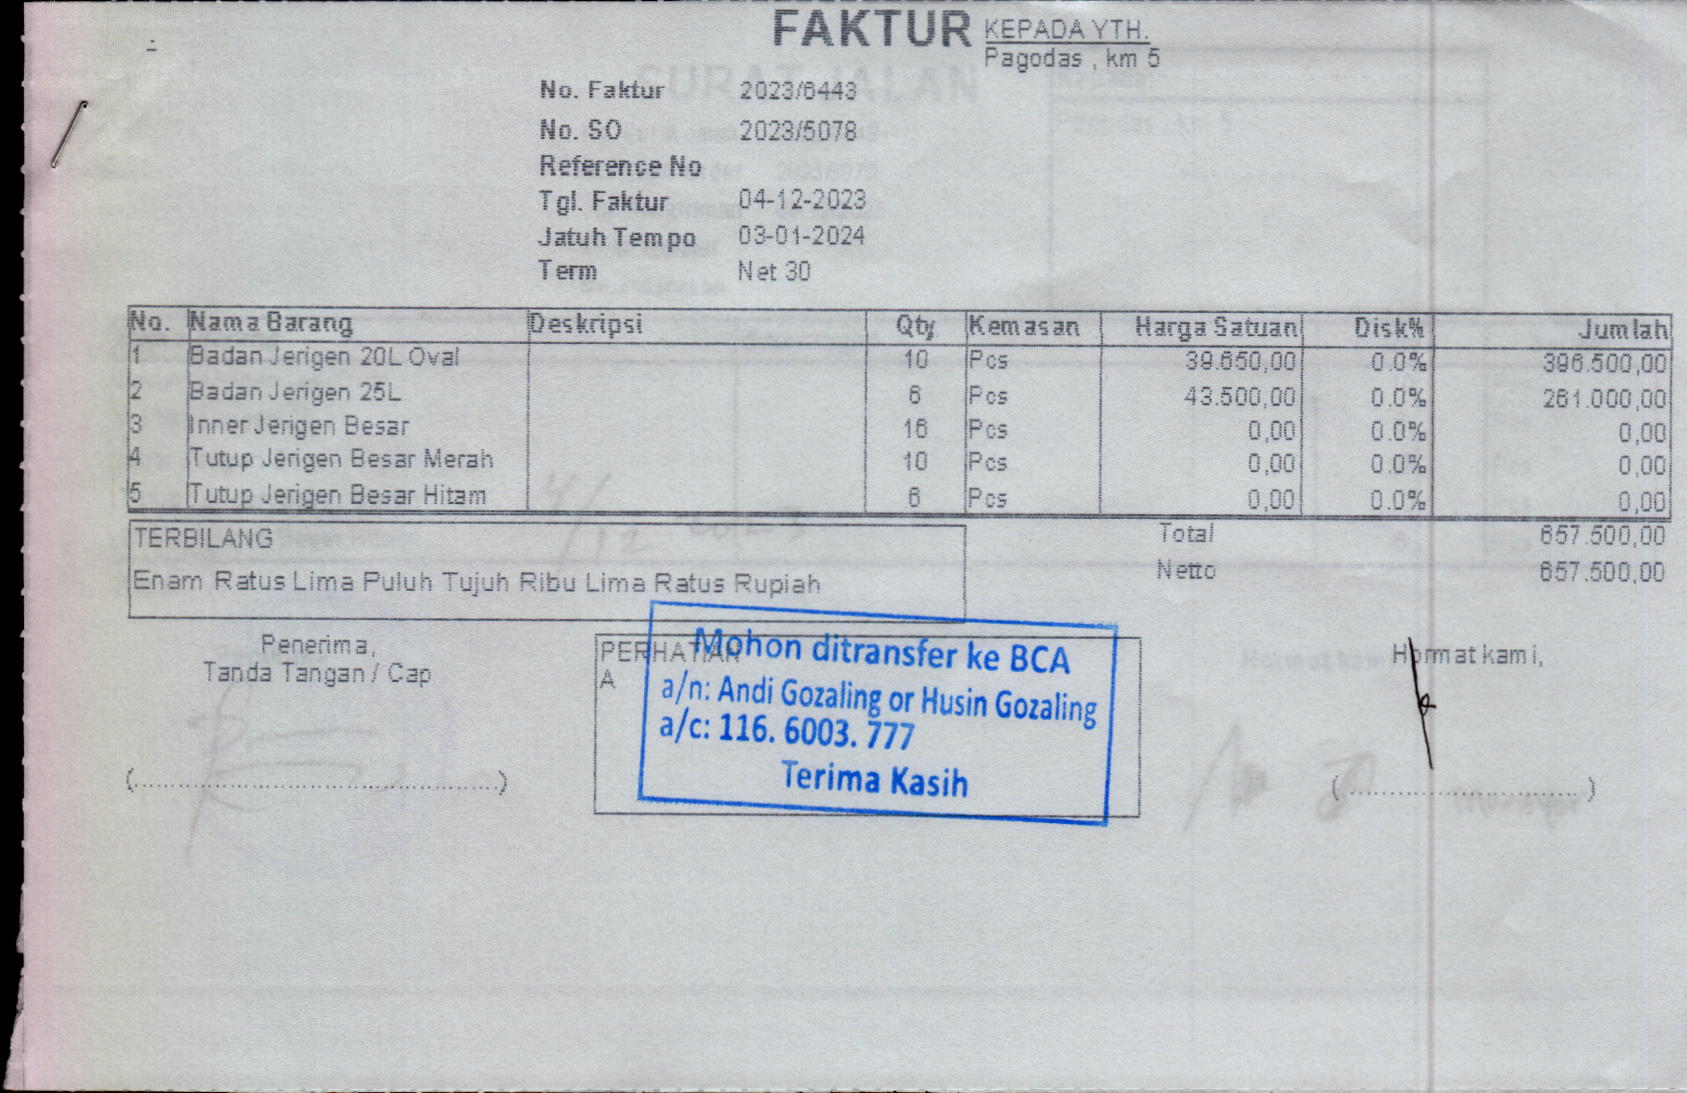 FAKTUR
KEPADA YTH.
Pagodas , km 5
No. Faktur 2023/6443
No. SO 2023/5078
Reference No
Tgl. Faktur 04-12-2023
Jatuh Tempo 03-01-2024
Term Net 30
No. Nama Barang Deskripsi Qty Kemasan Harga Satuan Disk% Jumlah
1 Badan Jerigen 20L Oval 10 Pcs 39.650,00 0.0% 396.500,00
2 Badan Jerigen 25L 6 Pcs 43.500,00 0.0% 261.000,00
3 Inner Jerigen Besar 16 Pcs 0,00 0.0% 0,00
4 Tutup Jerigen Besar Merah 10 Pcs 0,00 0.0% 0,00
5 Tutup Jerigen Besar Hitam 6 Pcs 0,00 0.0% 0,00
TERBILANG
Enam Ratus Lima Puluh Tujuh Ribu Lima Ratus Rupiah
Total 657.500,00
Netto 657.500,00
Penerima,
Tanda Tangan / Cap
PERHATIAN
A
Mohon ditransfer ke BCA
a/n: Andi Gozaling or Husin Gozaling
a/c: 116. 6003. 777
Terima Kasih
Hormat kami,
(..............................................)
(..............................)